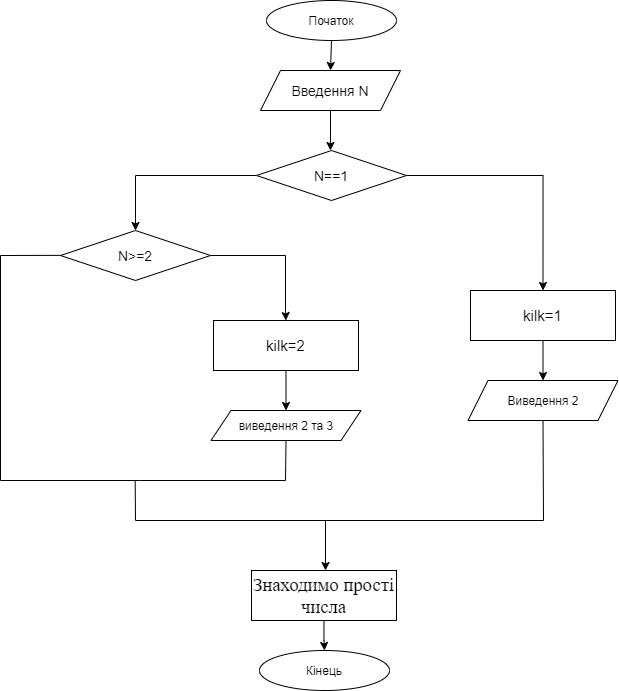 Початок
Введення N
N==1
N>=2
kilk=1
kilk=2
Виведення 2
виведення 2 та 3
Знаходимо прості
числа
Кінець